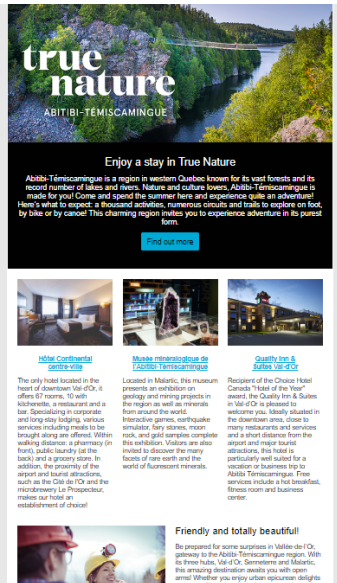 true
nature
ABITIBI-TÉMISCAMINGUE
Enjoy a stay in True Nature
Abitibi-Témiscamingue is a region in western Quebec known for its vast forests and its
record number of lakes and rivers. Nature and culture lovers, Abitibi-Témiscamingue is
made for you! Come and spend the summer here and experience quite an adventure!
Here's what to expect: a thousand activities, numerous circuits and trails to explore on foot,
by bike or by canoe! This charming region invites you to experience adventure in its purest
form.
Find out more
Hôtel Continental
centre-ville
The only hotel located in the
heart of downtown Val-d'Or, it
offers 67 rooms, 10 with
kitchenette, a restaurant and a
bar. Specializing in corporate
and long-stay lodging, various
services including meals to be
brought along are offered. Within
walking distance: a pharmacy (in
front), public laundry (at the
back) and a grocery store. In
addition, the proximity of the
airport and tourist attractions,
such as the Cité de l'Or and the
microbrewery Le Prospecteur,
makes our hotel an
establishment of choice!
Musée minéralogique de
l'Abitibi-Témiscamingue
Located in Malartic, this museum
presents an exhibition on
geology and mining projects in
the region as well as minerals
from around the world.
Interactive games, earthquake
simulator, fairy stones, moon
rock, and gold samples complete
this exhibition. Visitors are also
invited to discover the many
facets of rare earth and the
world of fluorescent minerals.
Quality Inn &
Suites Val-d'Or
Recipient of the Choice Hotel
Canada "Hotel of the Year"
award, the Quality Inn & Suites
in Val-d'Or is pleased to
welcome you. Ideally situated in
the downtown area, close to
many restaurants and services
and a short distance from the
airport and major tourist
attractions, this hotel is
particularly well suited for a
vacation or business trip to
Abitibi Témiscamingue. Free
services include a hot breakfast,
fitness room and business
center.
Friendly and totally beautiful!
Be prepared for some surprises in Vallée-de-l'Or,
gateway to the Abitibi-Témiscamingue region. With
its three hubs, Val-d'Or, Senneterre and Malartic,
this amazing destination awaits you with open
arms! Whether you enjoy urban epicurean delights